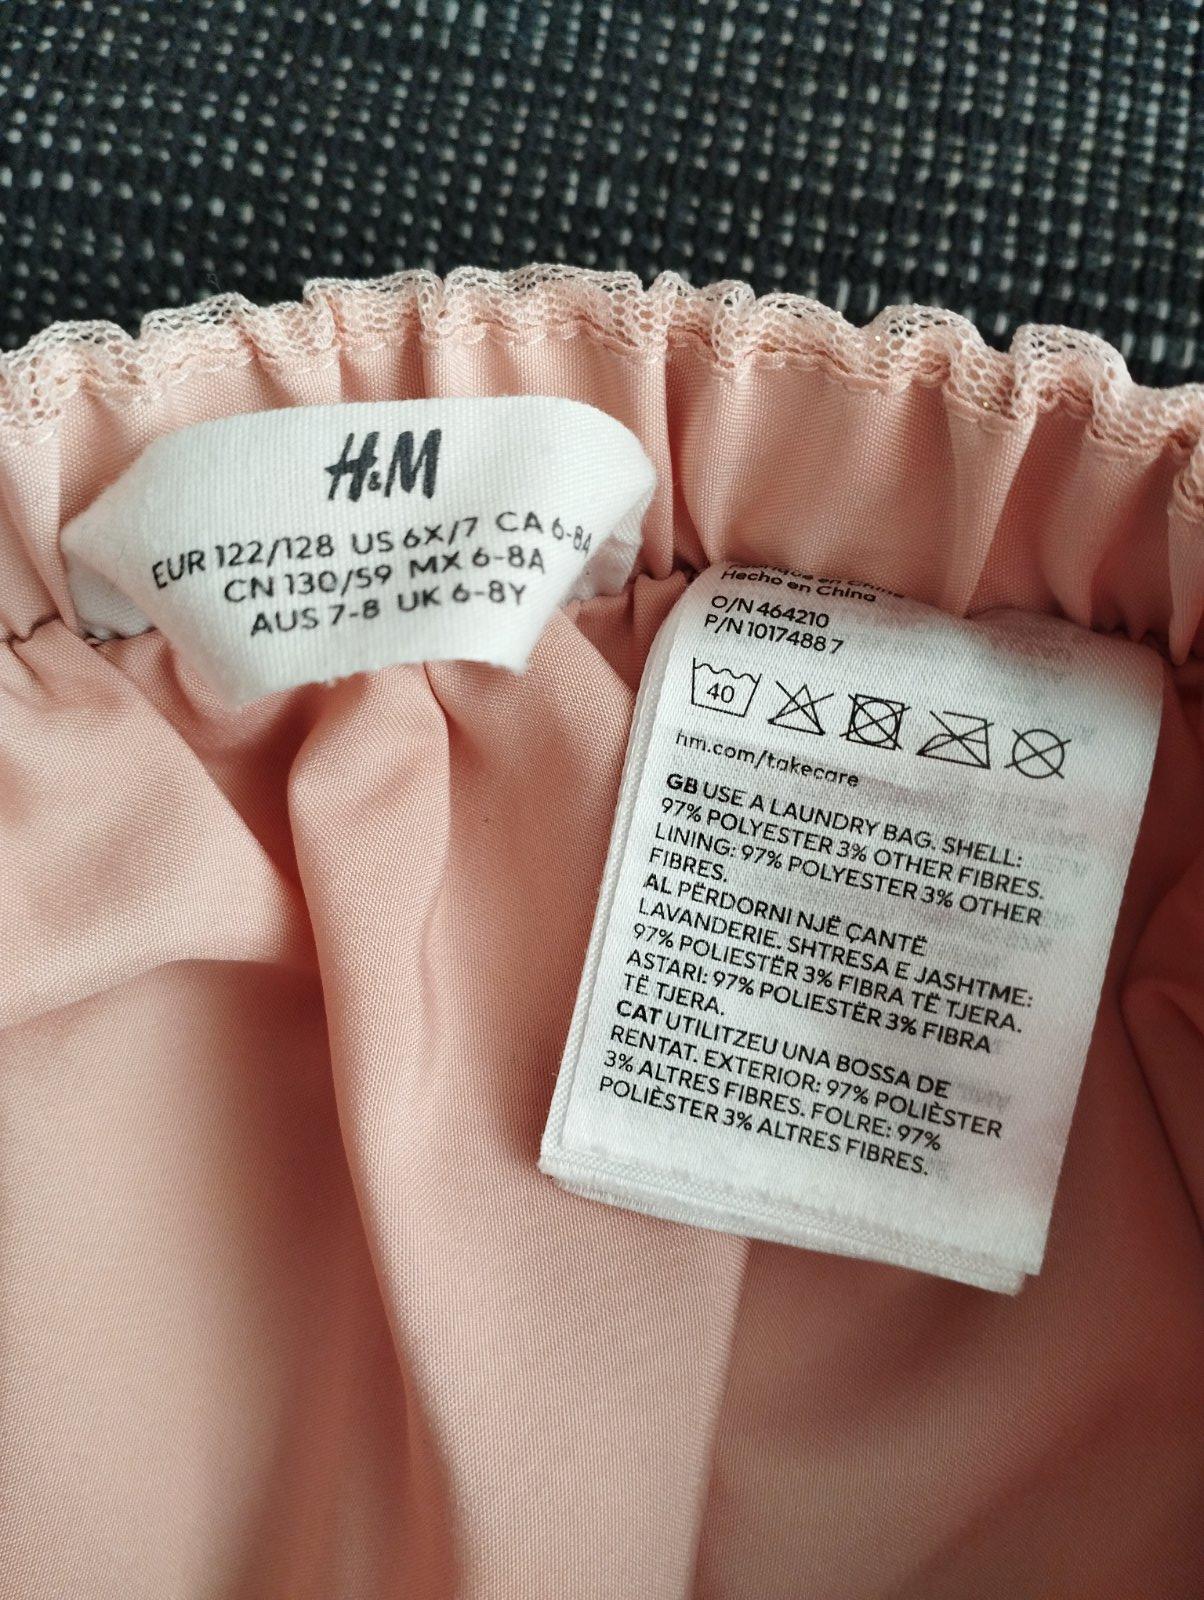 H&M
EUR 122/128 US 6X/7 CA 6-8A
CN 130/59 MX 6-8A
AUS 7-8 UK 6-8Y
Fabriqué en Chine
Hecho en China
O/N 464210
P/N 10174887
40
hm.com/takecare
GB USE A LAUNDRY BAG. SHELL:
97% POLYESTER 3% OTHER FIBRES.
LINING: 97% POLYESTER 3% OTHER
FIBRES.
AL PËRDORNI NJË ÇANTË
LAVANDERIE. SHTRESA E JASHTME:
97% POLIESTËR 3% FIBRA TË TJERA.
ASTARI: 97% POLIESTËR 3% FIBRA
TË TJERA.
CAT UTILITZEU UNA BOSSA DE
RENTAT. EXTERIOR: 97% POLIÈSTER
3% ALTRES FIBRES. FOLRE: 97%
POLIÈSTER 3% ALTRES FIBRES.